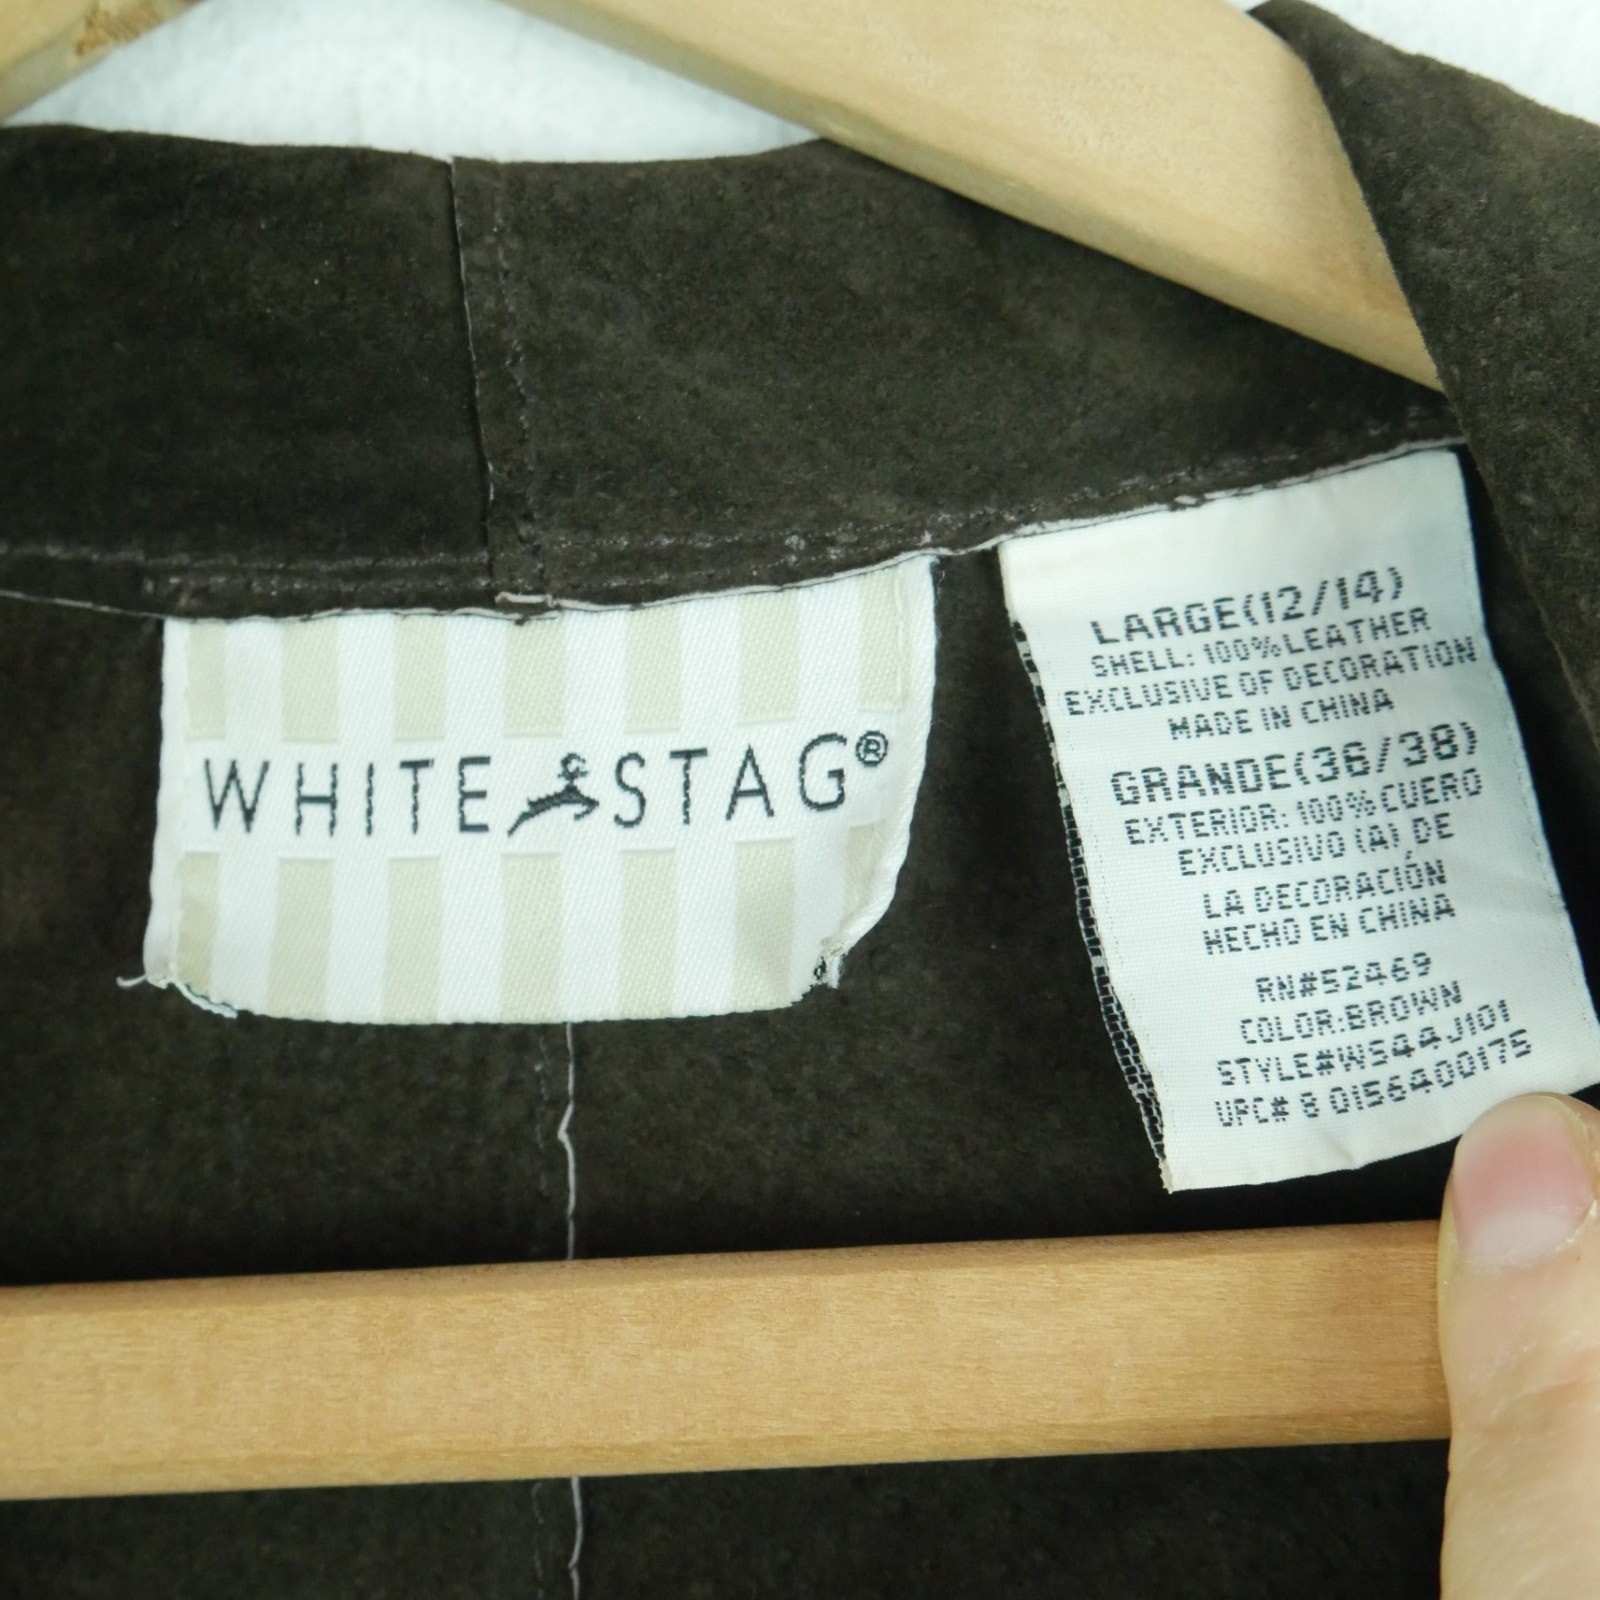 WHITE STAG®
LARGE(12/14)
SHELL: 100%LEATHER
EXCLUSIVE OF DECORATION
MADE IN CHINA
GRANDE(36/38)
EXTERIOR: 100%CUERO
EXCLUSIVO (A) DE
LA DECORACIÓN
HECHO EN CHINA
RN#52469
COLOR:BROWN
STYLE#WS44J101
UPC# 8 0156400175